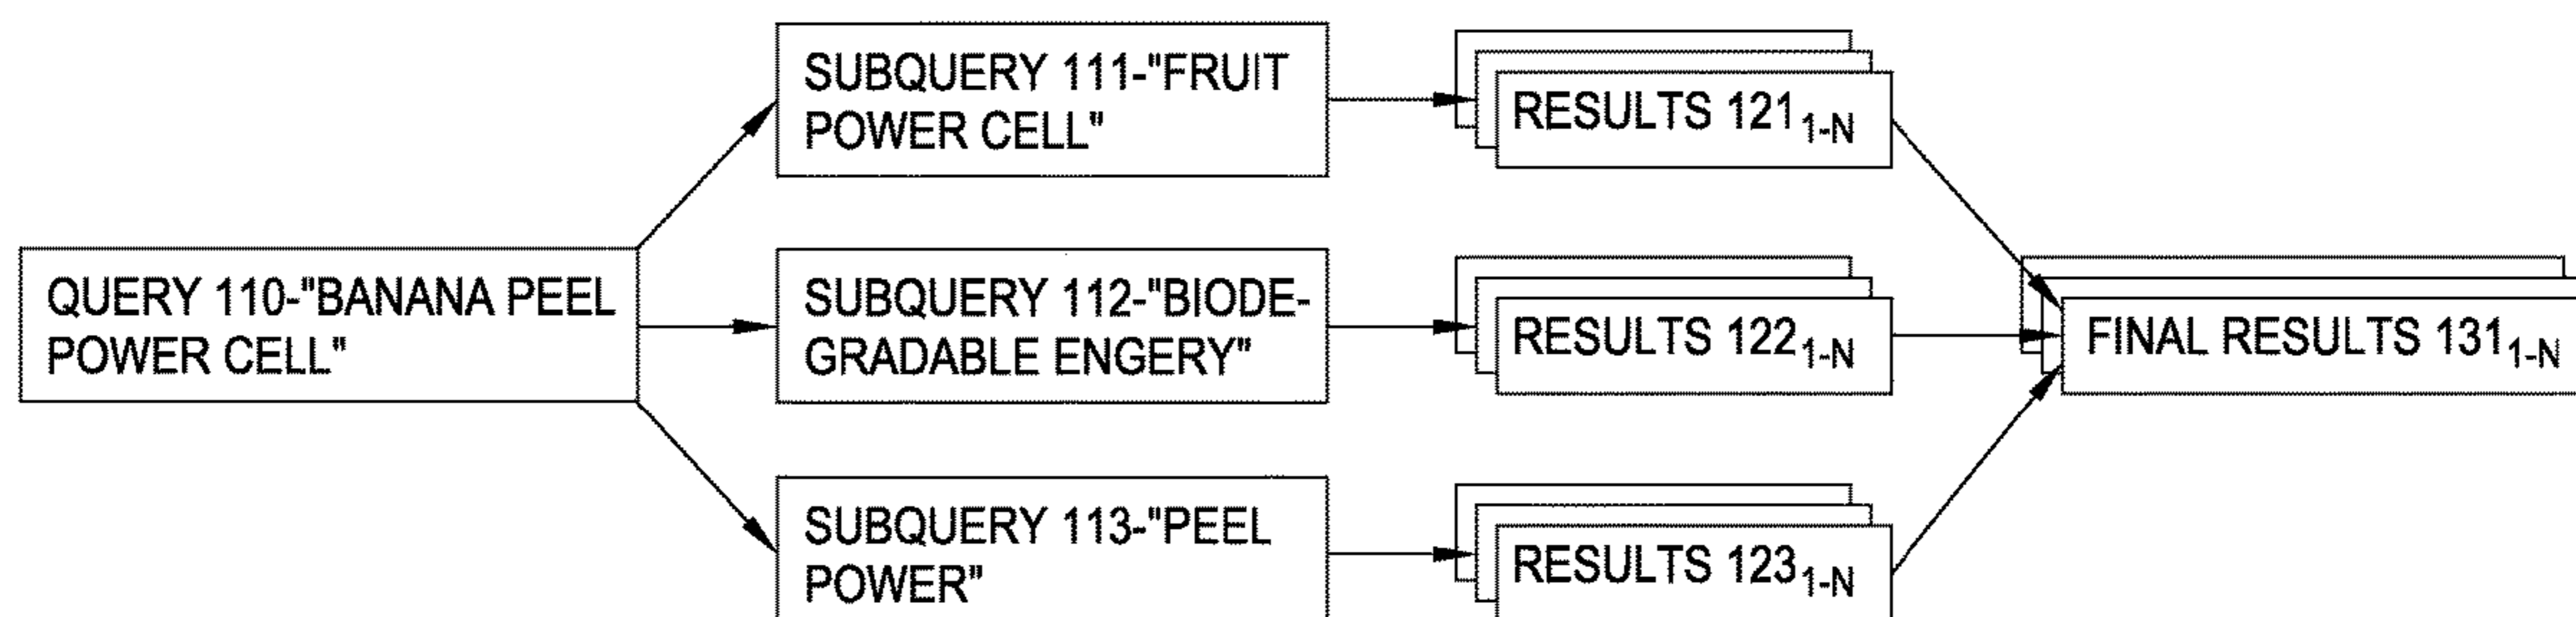 SUBQUERY 111-"FRUIT
POWER CELL"
RESULTS 121 1-N
QUERY 110-"BANANA PEEL
POWER CELL"
SUBQUERY 112-"BIODE-
GRADABLE ENGERY"
RESULTS 122 1-N
FINAL RESULTS 131 1-N
SUBQUERY 113-"PEEL
POWER"
RESULTS 123 1-N